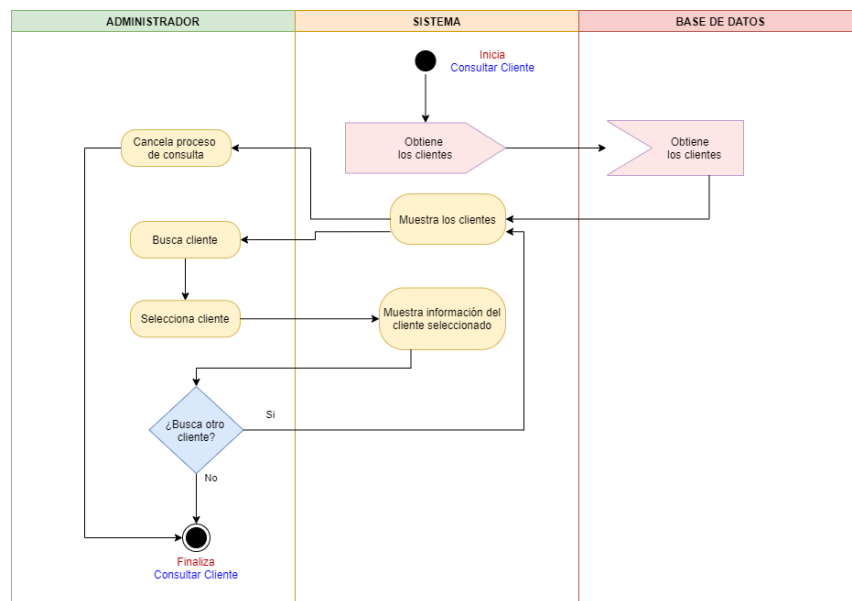 ADMINISTRADOR
SISTEMA
BASE DE DATOS
Inicia
Consultar Cliente
Cancela proceso
de consulta
Obtiene
los clientes
Obtiene
los clientes
Muestra los clientes
Busca cliente
Selecciona cliente
Muestra información del
cliente seleccionado
¿Busca otro
cliente?
Si
No
Finaliza
Consultar Cliente